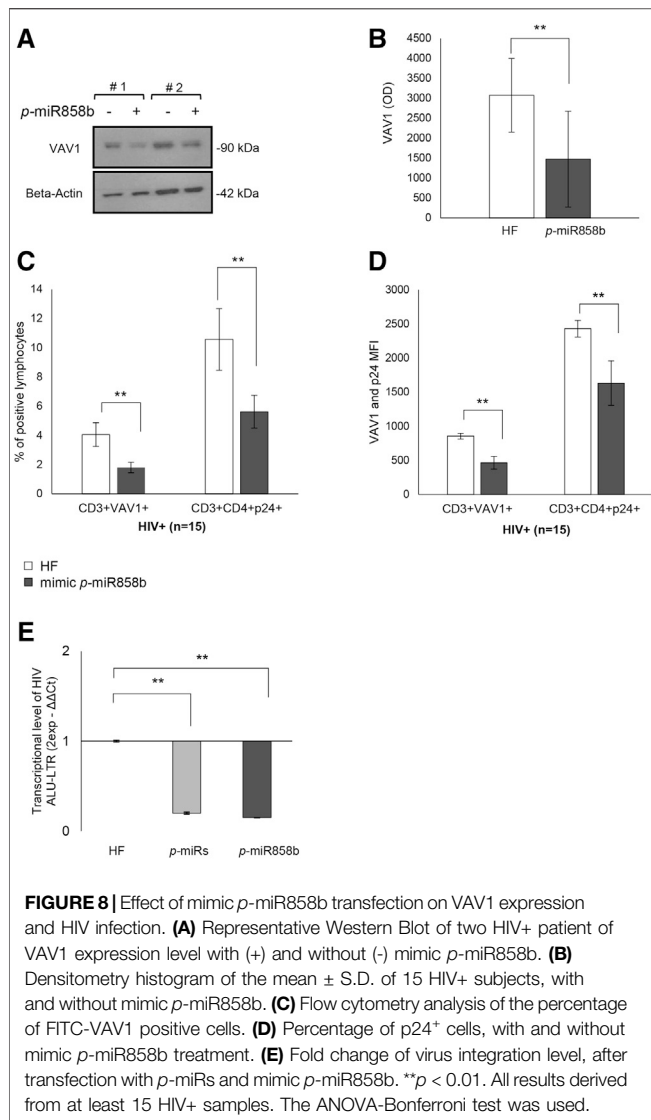 A
# 1 # 2
p-miR858b - + - +
VAV1 -90 kDa
Beta-Actin -42 kDa
B
**
VAV1 (OD)
4500
4000
3500
3000
2500
2000
1500
1000
500
0
HF p-miR858b
C
**
**
% of positive lymphocytes
14
12
10
8
6
4
2
0
CD3+VAV1+ CD3+CD4+p24+
HIV+ (n=15)
D
**
**
VAV1 and p24 MFI
3000
2500
2000
1500
1000
500
0
CD3+VAV1+ CD3+CD4+p24+
HIV+ (n=15)
HF
mimic p-miR858b
E
**
**
Transcriptional level of HIV
ALU-LTR (2exp - ΔΔCt)
2
1
0
HF p-miRs p-miR858b
FIGURE 8 | Effect of mimic p-miR858b transfection on VAV1 expression
and HIV infection. (A) Representative Western Blot of two HIV+ patient of
VAV1 expression level with (+) and without (-) mimic p-miR858b. (B)
Densitometry histogram of the mean ± S.D. of 15 HIV+ subjects, with
and without mimic p-miR858b. (C) Flow cytometry analysis of the percentage
of FITC-VAV1 positive cells. (D) Percentage of p24⁺ cells, with and without
mimic p-miR858b treatment. (E) Fold change of virus integration level, after
transfection with p-miRs and mimic p-miR858b. **p < 0.01. All results derived
from at least 15 HIV+ samples. The ANOVA-Bonferroni test was used.